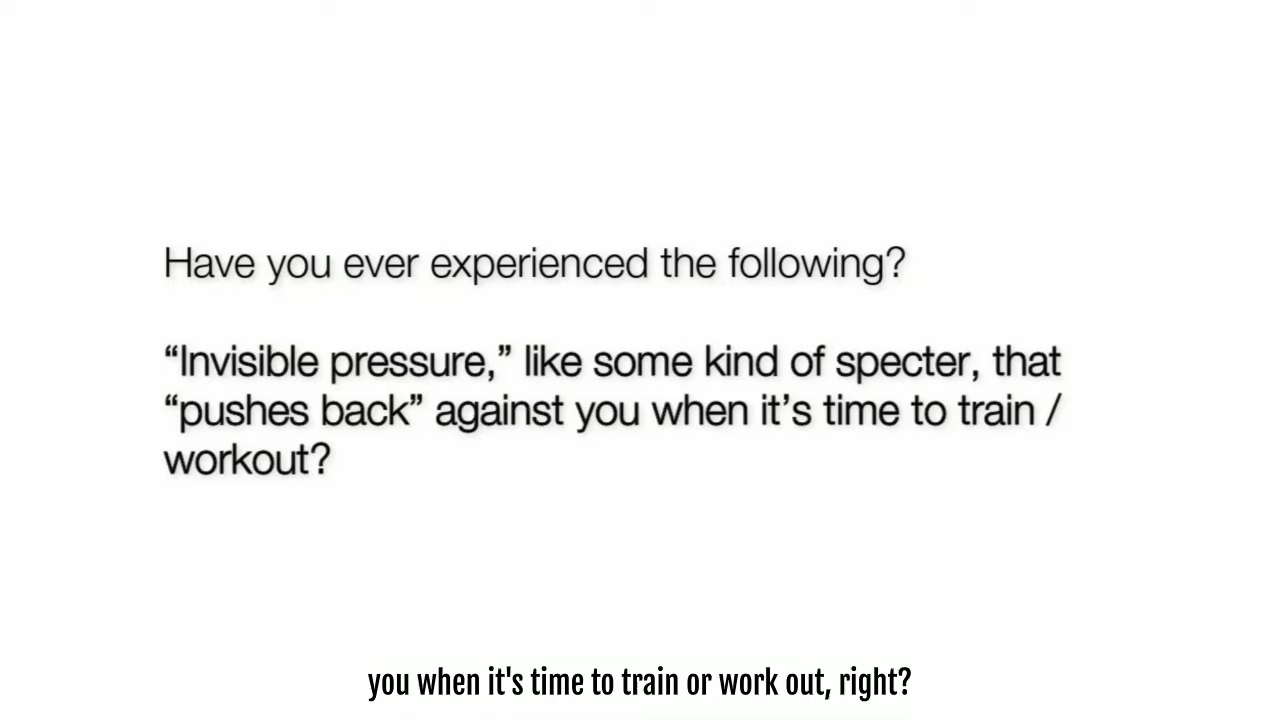 Have you ever experienced the following?
“Invisible pressure,” like some kind of specter, that
“pushes back” against you when it’s time to train /
workout?
you when it's time to train or work out, right?